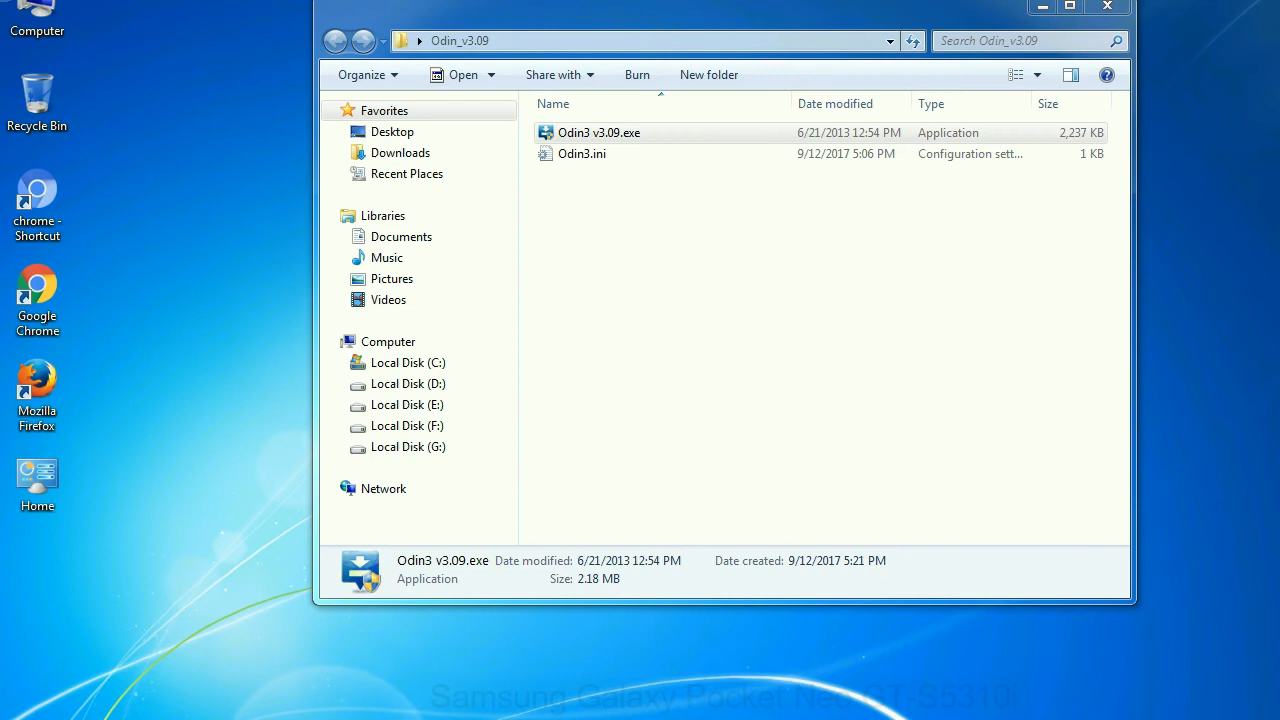 Computer
Recycle Bin
chrome -
Shortcut
Google
Chrome
Mozilla
Firefox
Home
Odin_v3.09
Search Odin_v3.09
Organize
Open
Share with
Burn
New folder
Favorites
Desktop
Downloads
Recent Places
Libraries
Documents
Music
Pictures
Videos
Computer
Local Disk (C:)
Local Disk (D:)
Local Disk (E:)
Local Disk (F:)
Local Disk (G:)
Network
Name Date modified Type Size
Odin3 v3.09.exe 6/21/2013 12:54 PM Application 2,237 KB
Odin3.ini 9/12/2017 5:06 PM Configuration sett... 1 KB
Odin3 v3.09.exe Date modified: 6/21/2013 12:54 PM Date created: 9/12/2017 5:21 PM
Application Size: 2.18 MB
Samsung Galaxy Pocket Neo GT-S5310I